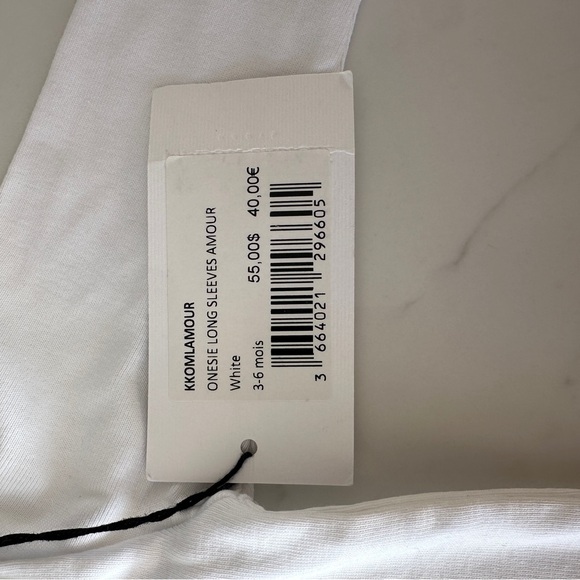 KKOMLAMOUR
ONESIE LONG SLEEVES AMOUR
White
3-6 mois 55,00$ 40,00€
3 664021 296605